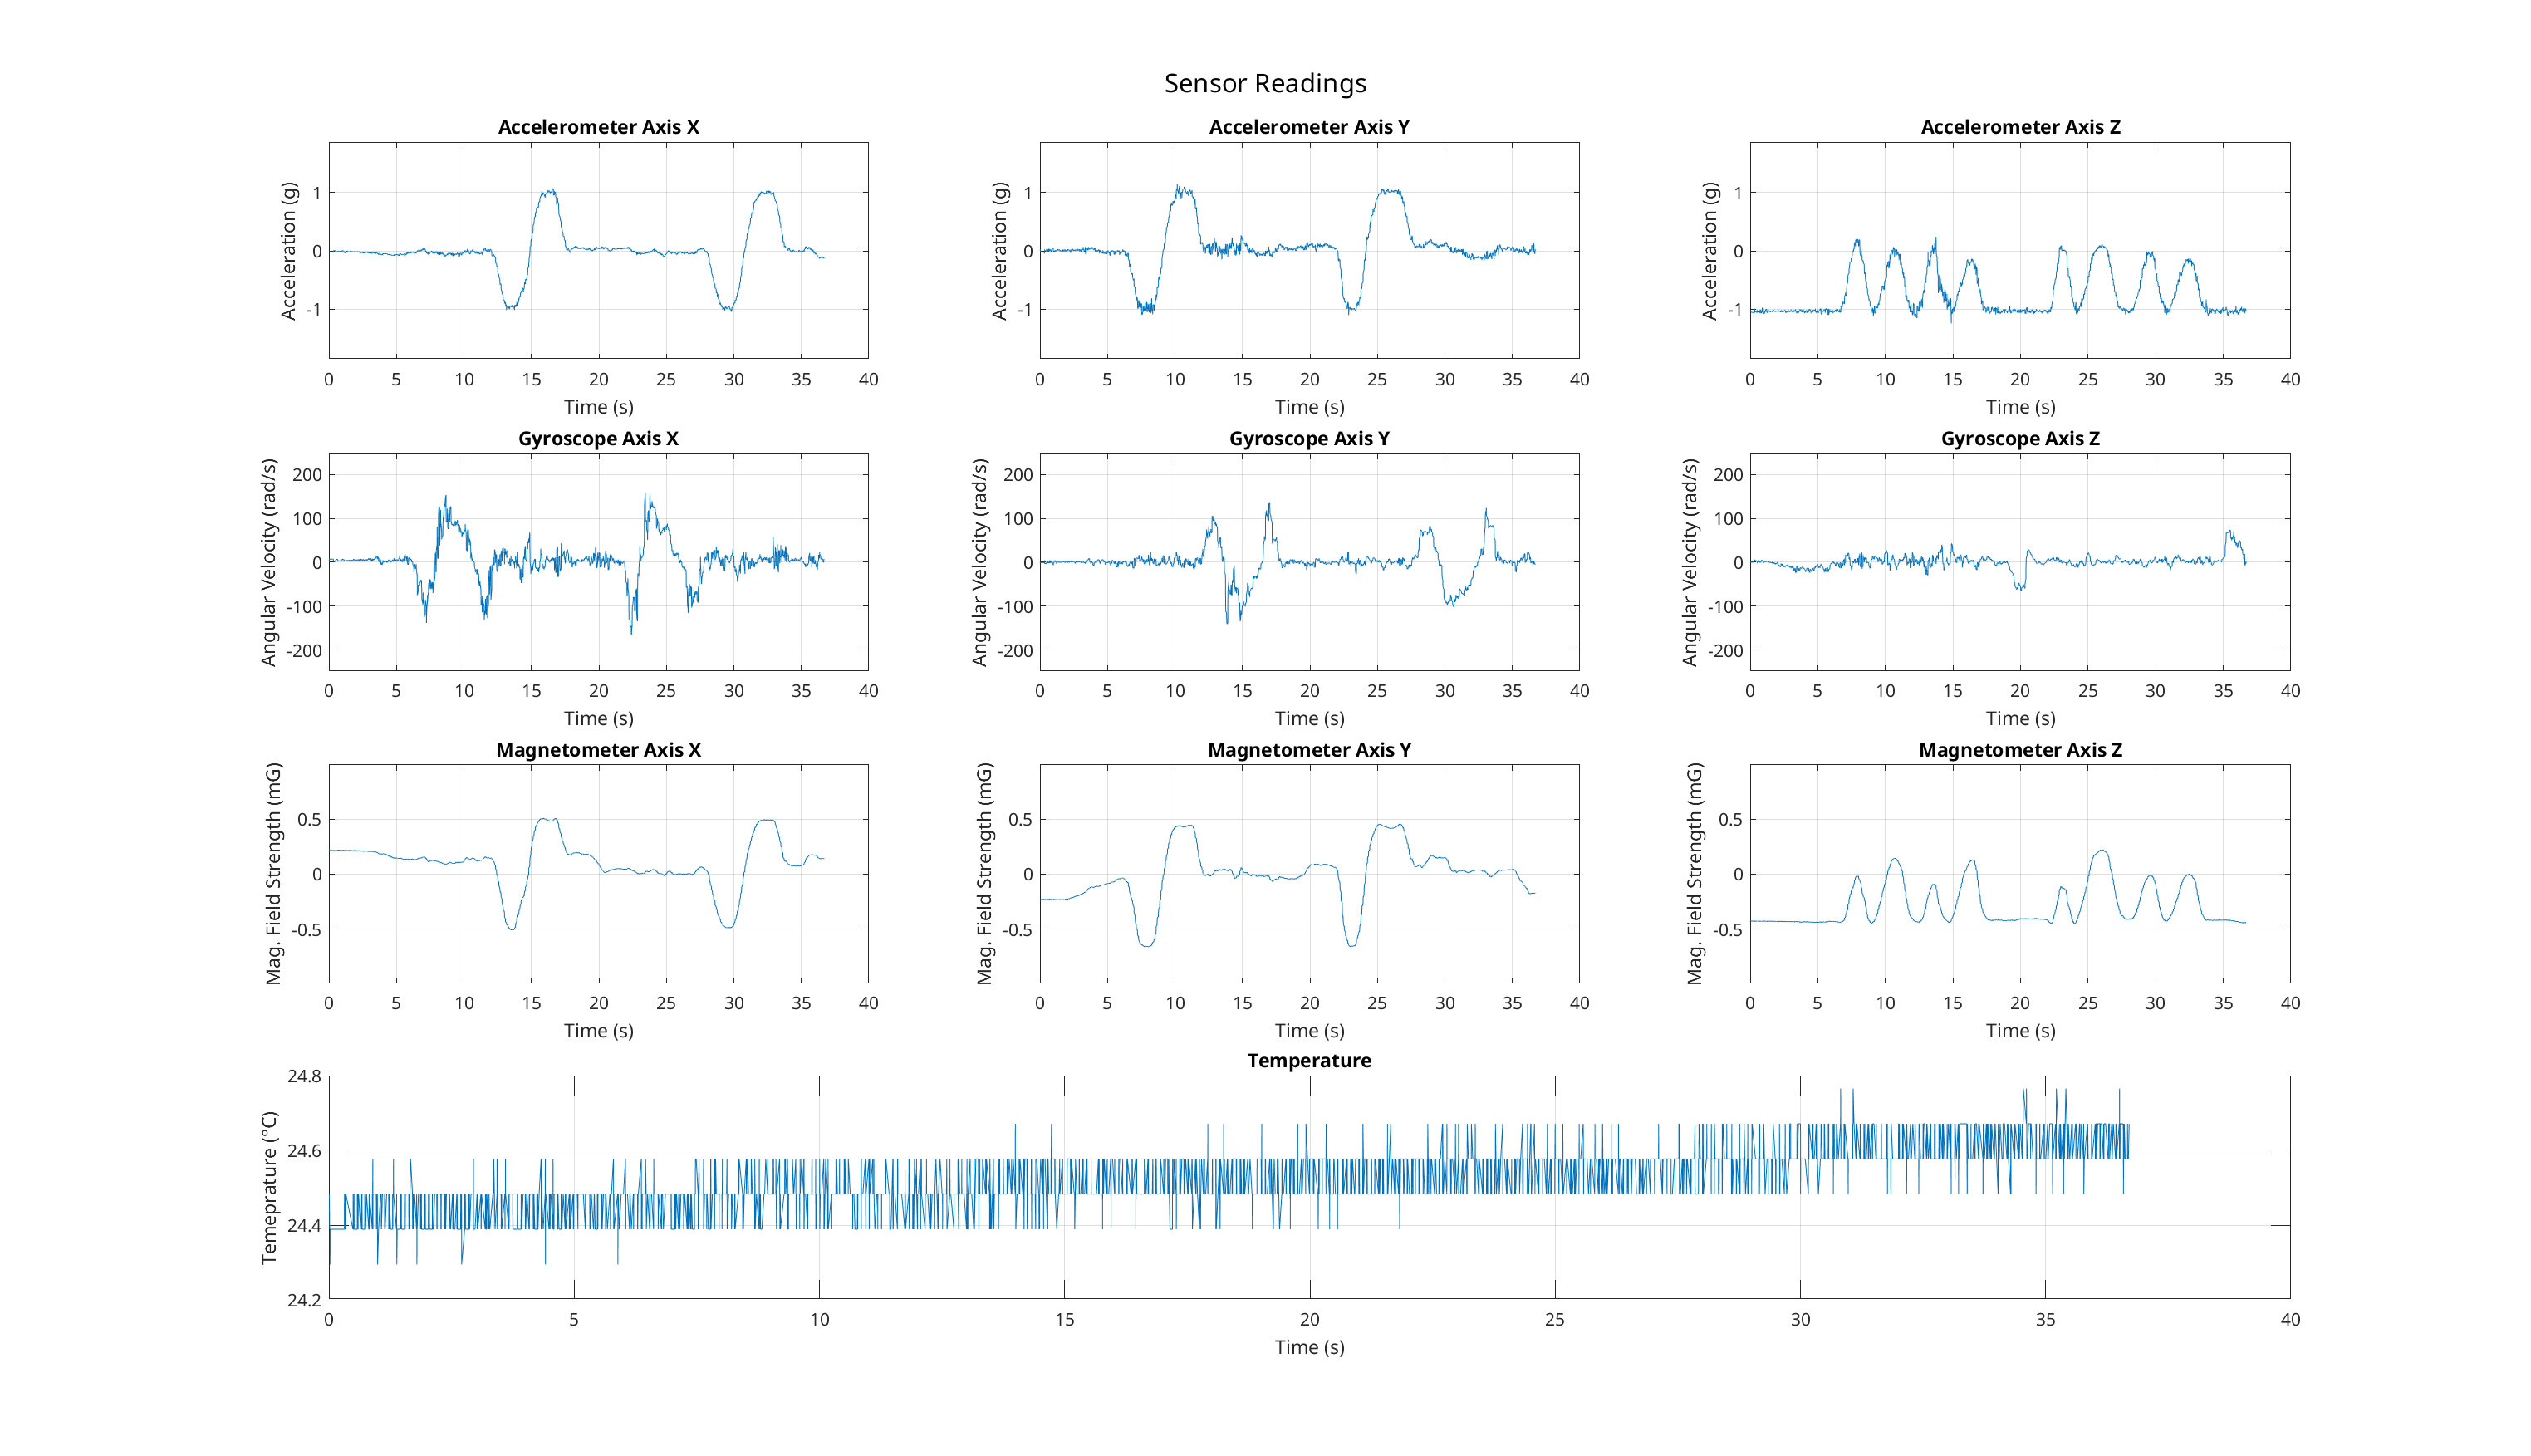 Sensor Readings
Accelerometer Axis X
Accelerometer Axis Y
Accelerometer Axis Z
Acceleration (g)
1
0
-1
0 5 10 15 20 25 30 35 40
Time (s)
Acceleration (g)
1
0
-1
0 5 10 15 20 25 30 35 40
Time (s)
Acceleration (g)
1
0
-1
0 5 10 15 20 25 30 35 40
Time (s)
Gyroscope Axis X
Gyroscope Axis Y
Gyroscope Axis Z
Angular Velocity (rad/s)
200
100
0
-100
-200
0 5 10 15 20 25 30 35 40
Time (s)
Angular Velocity (rad/s)
200
100
0
-100
-200
0 5 10 15 20 25 30 35 40
Time (s)
Angular Velocity (rad/s)
200
100
0
-100
-200
0 5 10 15 20 25 30 35 40
Time (s)
Magnetometer Axis X
Magnetometer Axis Y
Magnetometer Axis Z
Mag. Field Strength (mG)
0.5
0
-0.5
0 5 10 15 20 25 30 35 40
Time (s)
Mag. Field Strength (mG)
0.5
0
-0.5
0 5 10 15 20 25 30 35 40
Time (s)
Mag. Field Strength (mG)
0.5
0
-0.5
0 5 10 15 20 25 30 35 40
Time (s)
Temperature
Temeprature (°C)
24.8
24.6
24.4
24.2
0 5 10 15 20 25 30 35 40
Time (s)